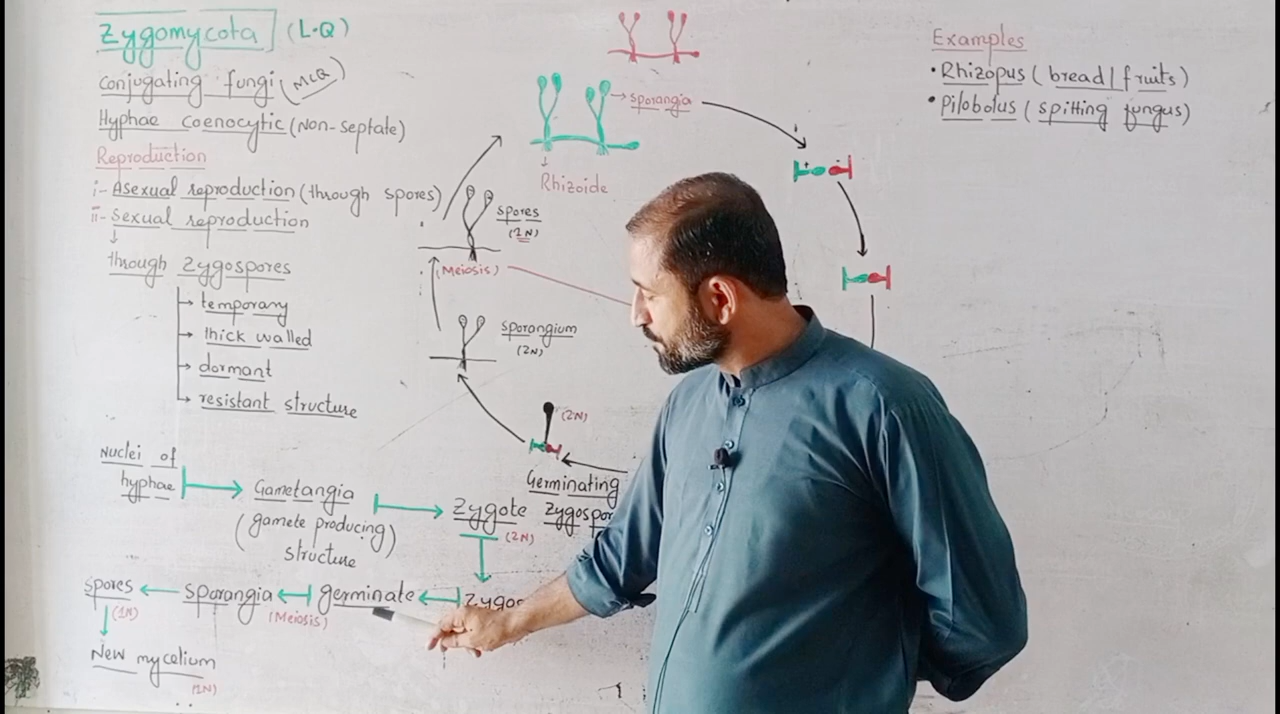 Zygomycota (L.Q)
Conjugating fungi (MCQ)
Hyphae coenocytic (Non-septate)
Reproduction
i- Asexual reproduction (through spores)
ii- Sexual reproduction
through Zygospores
temporary
thick walled
dormant
resistant structure
Nuclei of
hyphae
Gametangia
(gamete producing)
structure
Zygote
(2N)
germinate
(Meiosis)
Sporangia
Spores
(1N)
New mycelium
(1N)
sporangia
Rhizoide
+ -
spores
(1N)
(Meiosis)
sporangium
(2N)
(2N)
Germinating
Examples
• Rhizopus (bread/fruits)
• Pilobolus (spitting fungus)